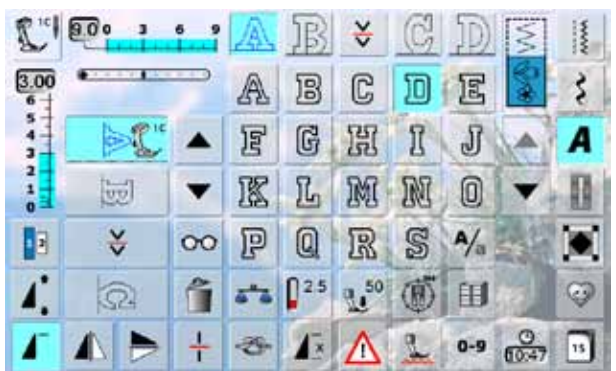 1C 9.0 0 3 6 9 A B C D
3.00 A B C D E
6
5
4
3
2
1
0
1C F G H I J A
B K L M N O
P Q R S A/a
2.5 50
x ! 0-9 10:47 15